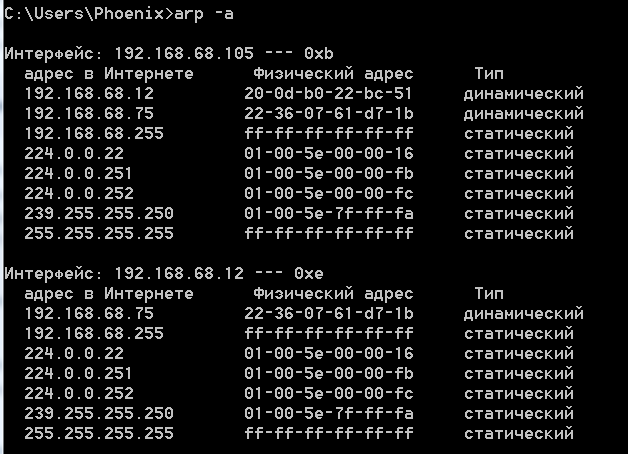 C:\Users\Phoenix>arp -a
Интерфейс: 192.168.68.105 --- 0xb
адрес в Интернете Физический адрес Тип
192.168.68.12 20-0d-b0-22-bc-51 динамический
192.168.68.75 22-36-07-61-d7-1b динамический
192.168.68.255 ff-ff-ff-ff-ff-ff статический
224.0.0.22 01-00-5e-00-00-16 статический
224.0.0.251 01-00-5e-00-00-fb статический
224.0.0.252 01-00-5e-00-00-fc статический
239.255.255.250 01-00-5e-7f-ff-fa статический
255.255.255.255 ff-ff-ff-ff-ff-ff статический
Интерфейс: 192.168.68.12 --- 0xe
адрес в Интернете Физический адрес Тип
192.168.68.75 22-36-07-61-d7-1b динамический
192.168.68.255 ff-ff-ff-ff-ff-ff статический
224.0.0.22 01-00-5e-00-00-16 статический
224.0.0.251 01-00-5e-00-00-fb статический
224.0.0.252 01-00-5e-00-00-fc статический
239.255.255.250 01-00-5e-7f-ff-fa статический
255.255.255.255 ff-ff-ff-ff-ff-ff статический